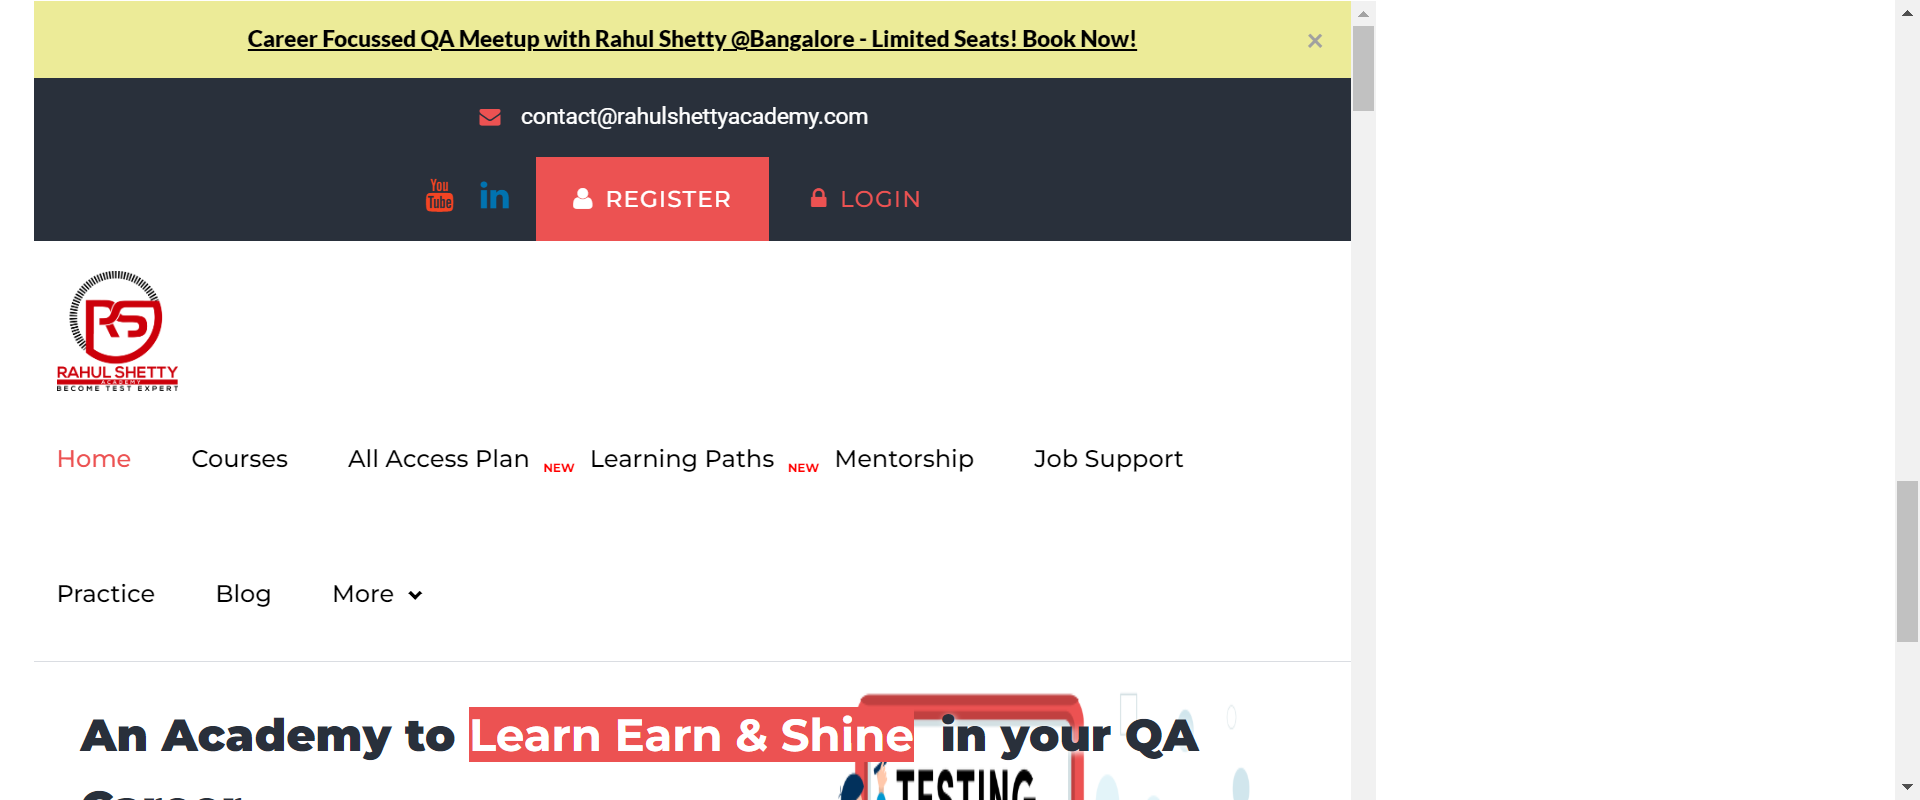 Career Focussed QA Meetup with Rahul Shetty @Bangalore - Limited Seats! Book Now!
×
contact@rahulshettyacademy.com
You Tube in REGISTER LOGIN
RS
RAHUL SHETTY
ACADEMY
BECOME TEST EXPERT
Home Courses All Access Plan NEW Learning Paths NEW Mentorship Job Support
Practice Blog More
An Academy to Learn Earn & Shine in your QA
Career
TESTING